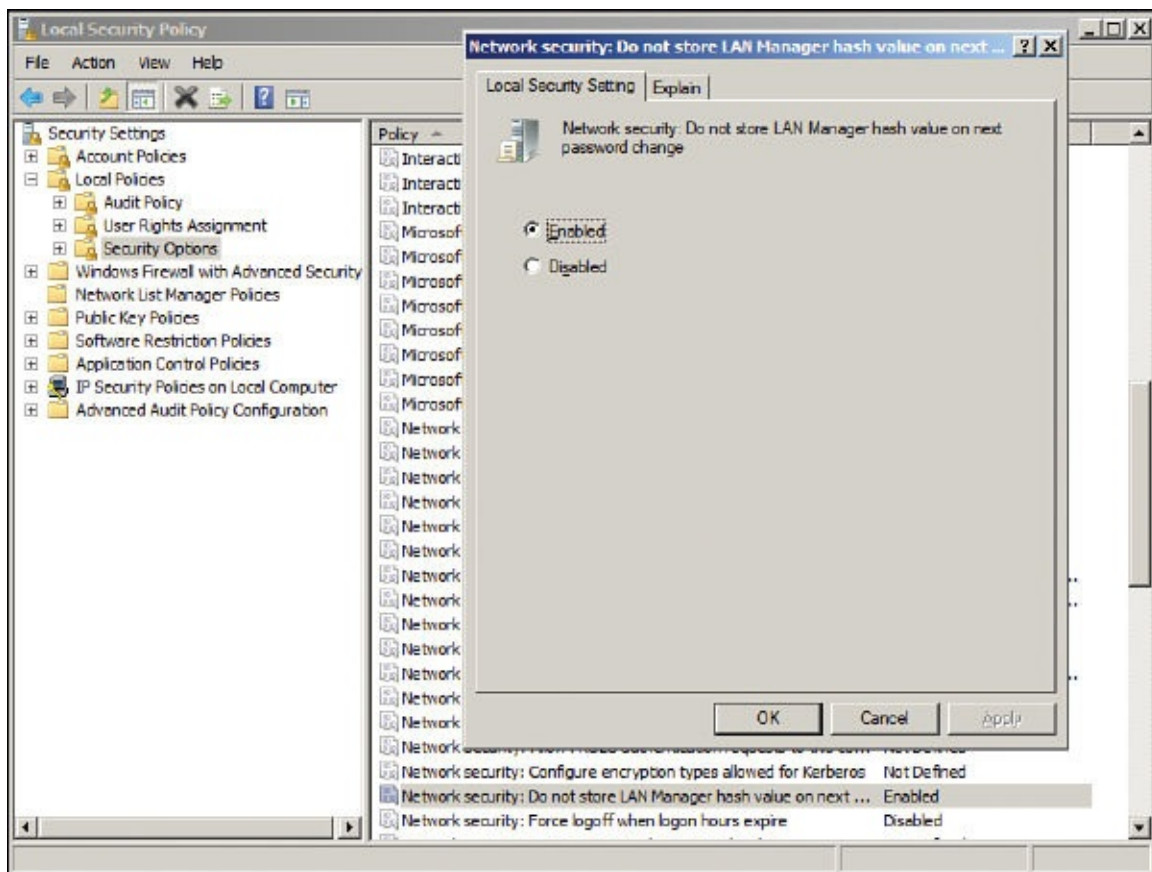 Local Security Policy
File Action View Help
Security Settings
Account Policies
Local Policies
Audit Policy
User Rights Assignment
Security Options
Windows Firewall with Advanced Security
Network List Manager Policies
Public Key Policies
Software Restriction Policies
Application Control Policies
IP Security Policies on Local Computer
Advanced Audit Policy Configuration
Policy
Interacti
Interacti
Interacti
Microsof
Microsof
Microsof
Microsof
Microsof
Microsof
Microsof
Microsof
Network
Network
Network
Network
Network
Network
Network
Network
Network
Network
Network
Network
Network
Network
Network security: Configure encryption types allowed for Kerberos Not Defined
Network security: Do not store LAN Manager hash value on next ... Enabled
Network security: Force logoff when logon hours expire Disabled
Network security: Do not store LAN Manager hash value on next ...
Local Security Setting Explain
Network security: Do not store LAN Manager hash value on next
password change
Enabled
Disabled
OK Cancel Apply